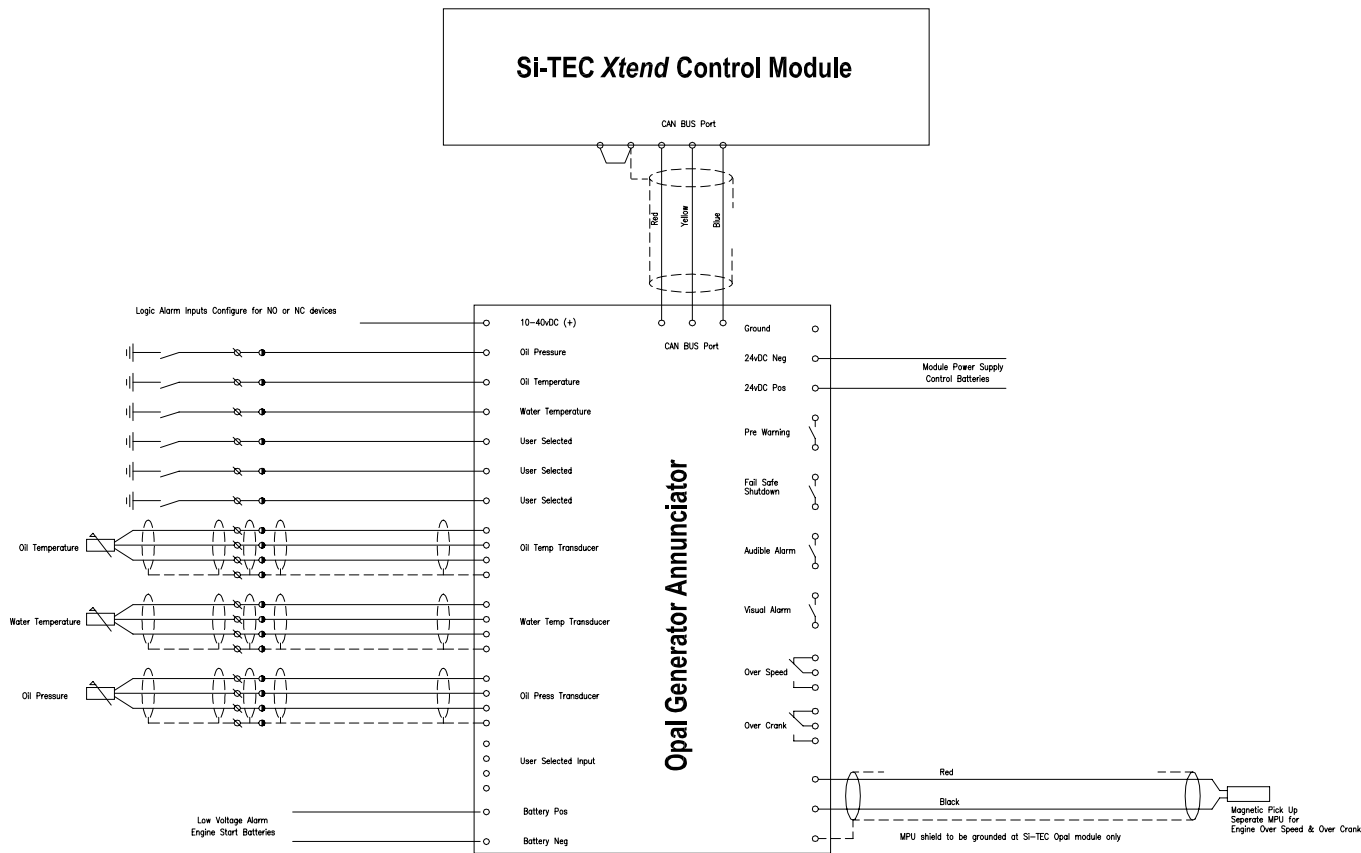 Si-TEC Xtend Control Module
CAN BUS Port
Red
Yellow
Blue
Logic Alarm Inputs Configure for NO or NC devices
10-40vDC (+)
CAN BUS Port
Ground
Oil Pressure
24vDC Neg
Module Power Supply
Control Batteries
Oil Temperature
24vDC Pos
Water Temperature
Pre Warning
User Selected
User Selected
Fail Safe
Shutdown
User Selected
Opal Generator Annunciator
Oil Temperature
Oil Temp Transducer
Audible Alarm
Water Temperature
Water Temp Transducer
Visual Alarm
Oil Pressure
Oil Press Transducer
Over Speed
Over Crank
User Selected Input
Red
Black
Magnetic Pick Up
Seperate MPU for
Engine Over Speed & Over Crank
Low Voltage Alarm
Engine Start Batteries
Battery Pos
Battery Neg
MPU shield to be grounded at Si-TEC Opal module only